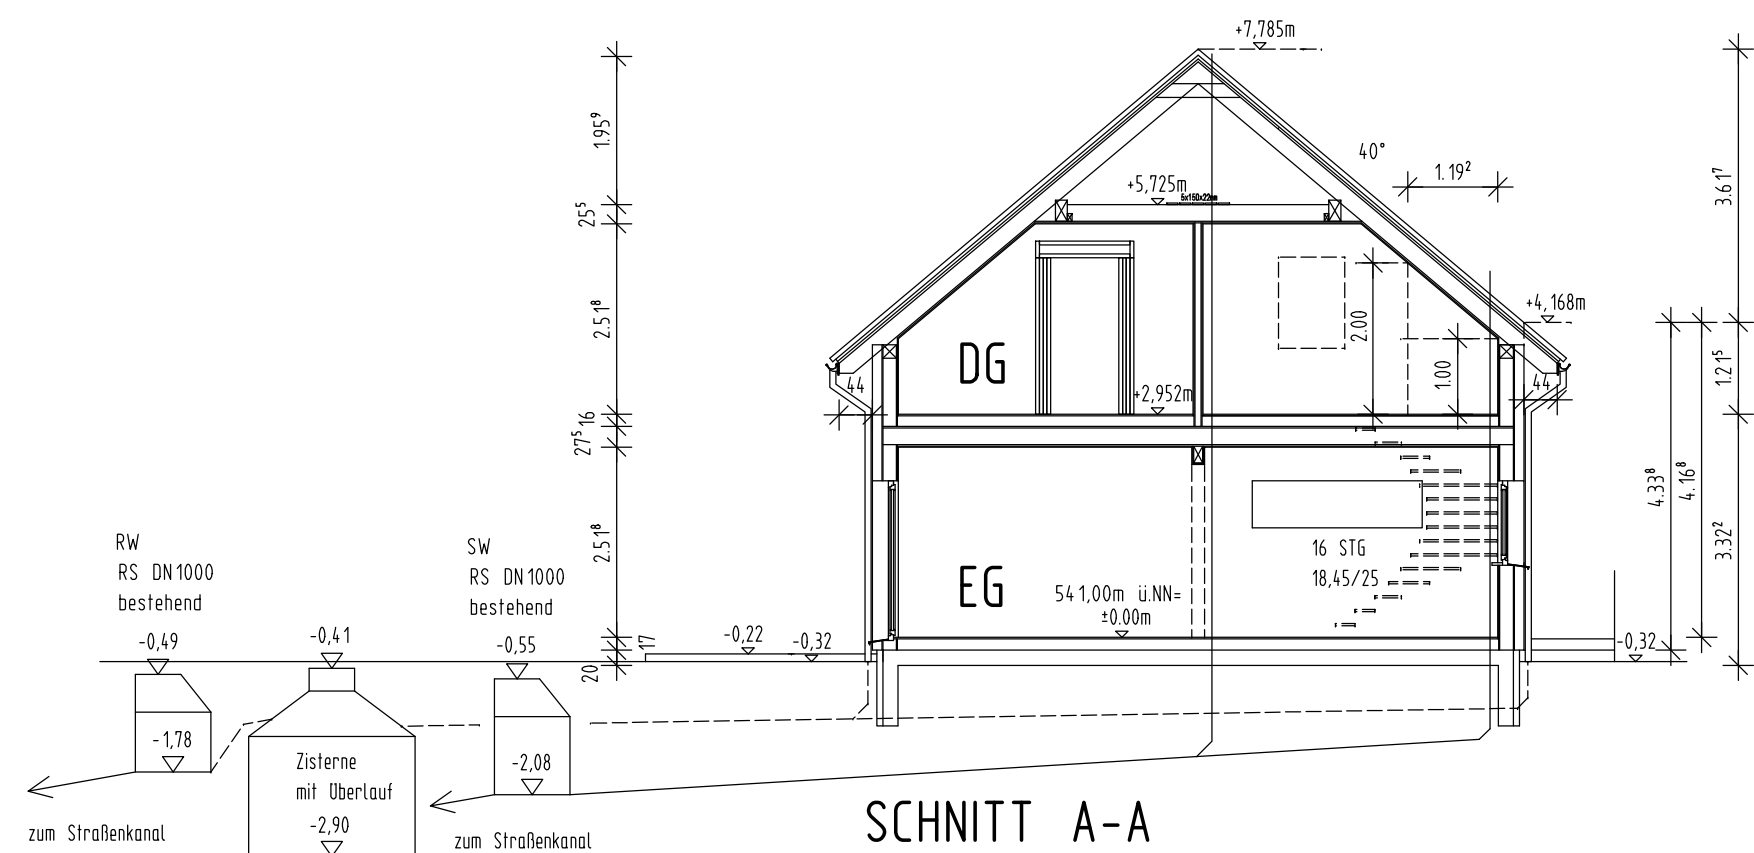 +7,785m
1.95⁹
40°
1.19²
3.61⁷
+5,725m
5x150x22mm
25⁵
2.51⁸
+4,168m
2.00
1.00
1.21⁵
DG
44
+2,952m
44
16
27⁵
4.33⁸
4.16⁸
3.32²
2.51⁸
RW
RS DN1000
bestehend
SW
RS DN1000
bestehend
16 STG
18,45/25
EG
541,00m ü.NN=
±0.00m
-0,49
-0,41
-0,55
17
-0,22
-0,32
-0,32
20
-1,78
Zisterne
mit Überlauf
-2,90
-2,08
zum Straßenkanal
zum Straßenkanal
SCHNITT A-A